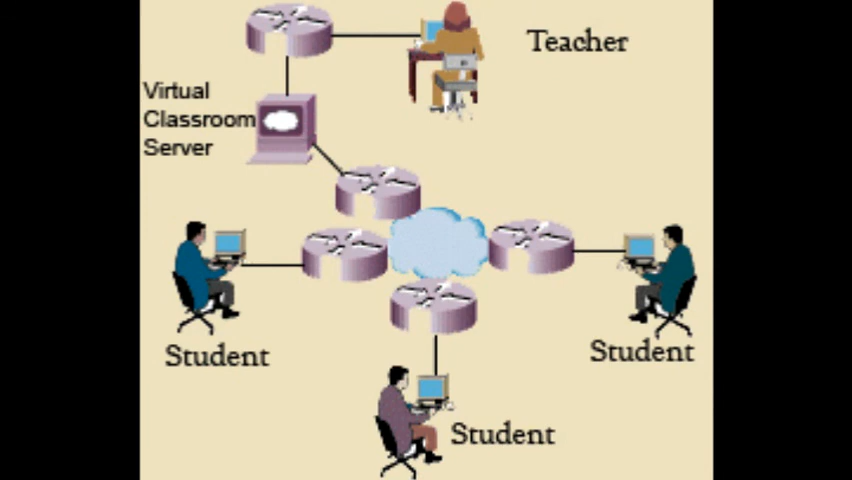 Teacher
Virtual
Classroom
Server
Student
Student
Student